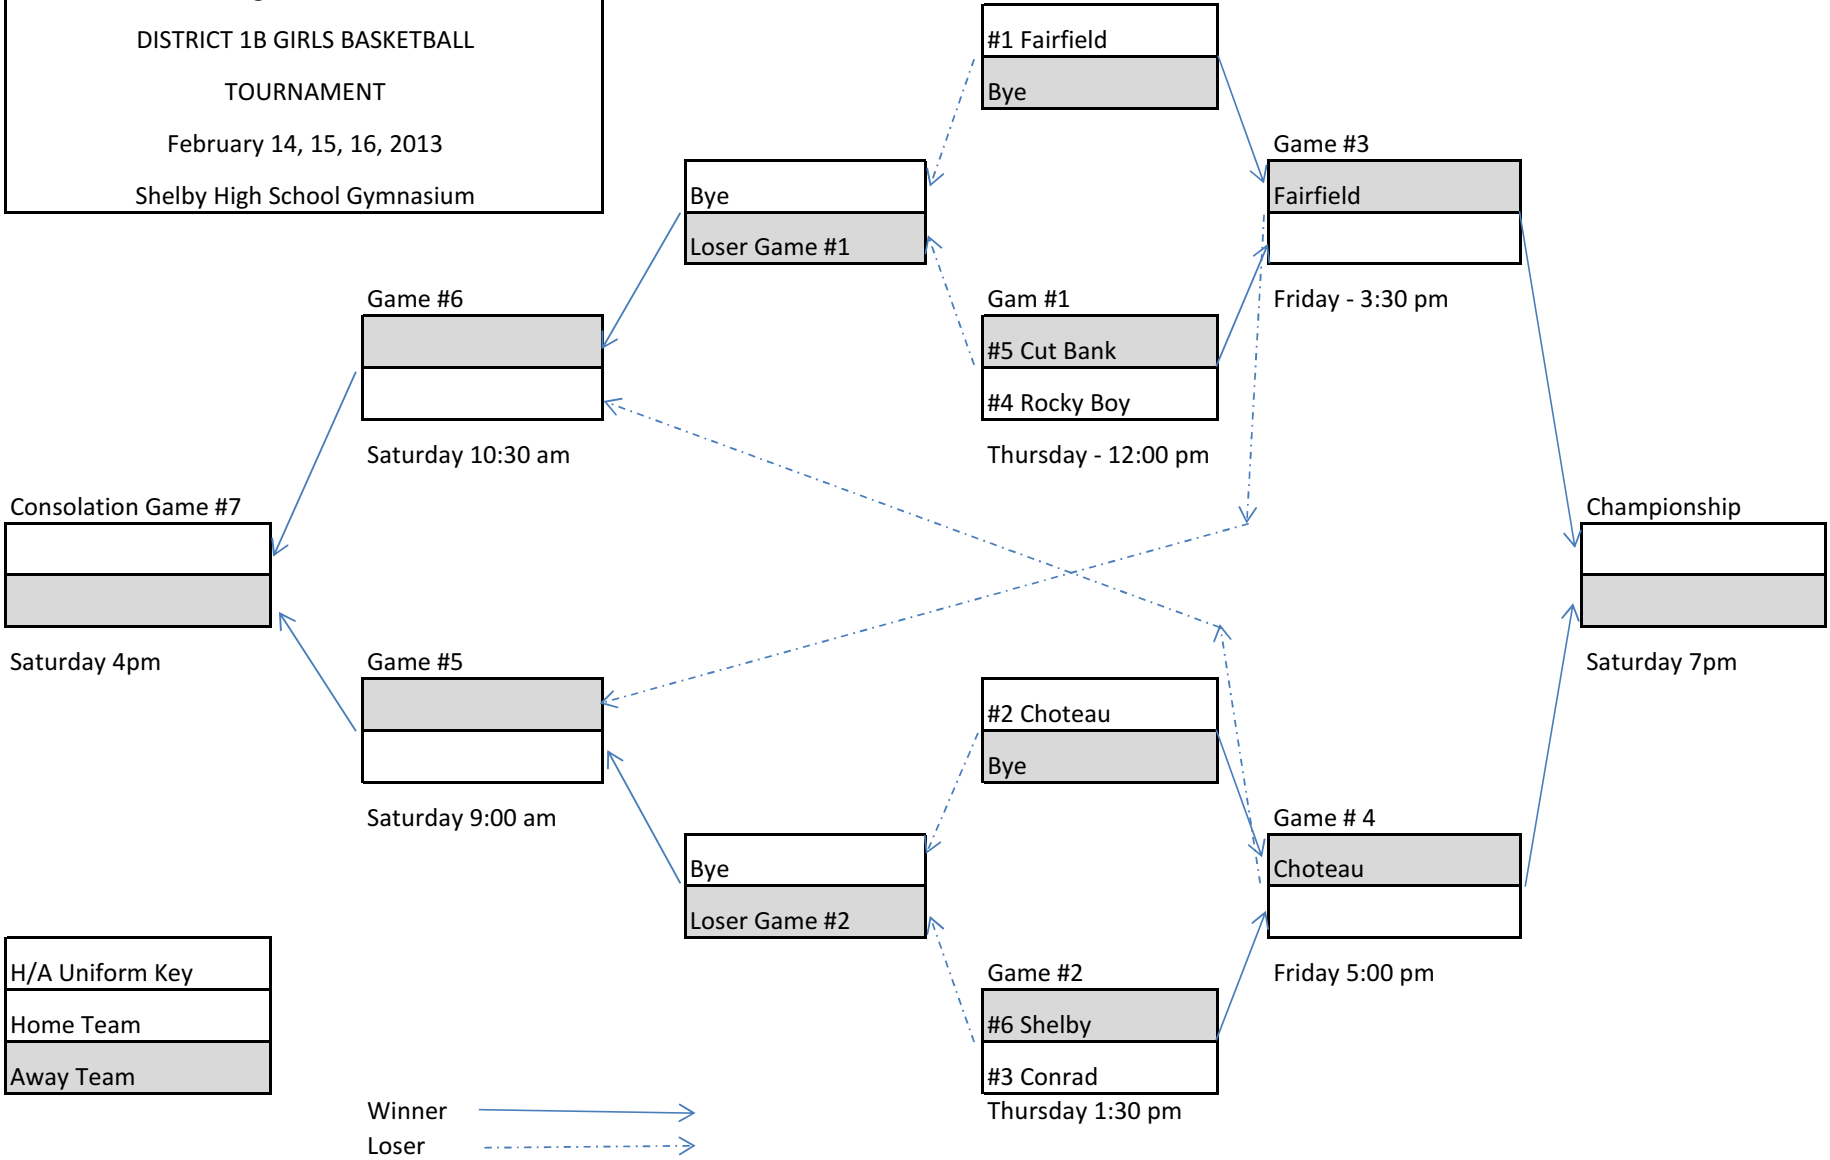 DISTRICT 1B GIRLS BASKETBALL
TOURNAMENT
February 14, 15, 16, 2013
Shelby High School Gymnasium
#1 Fairfield
Bye
Game #3
Fairfield
Friday - 3:30 pm
Bye
Loser Game #1
Gam #1
#5 Cut Bank
#4 Rocky Boy
Thursday - 12:00 pm
Game #6
Saturday 10:30 am
Consolation Game #7
Saturday 4pm
Championship
Saturday 7pm
Game #5
Saturday 9:00 am
#2 Choteau
Bye
Game # 4
Choteau
Friday 5:00 pm
Bye
Loser Game #2
Game #2
#6 Shelby
#3 Conrad
Thursday 1:30 pm
H/A Uniform Key
Home Team
Away Team
Winner
Loser